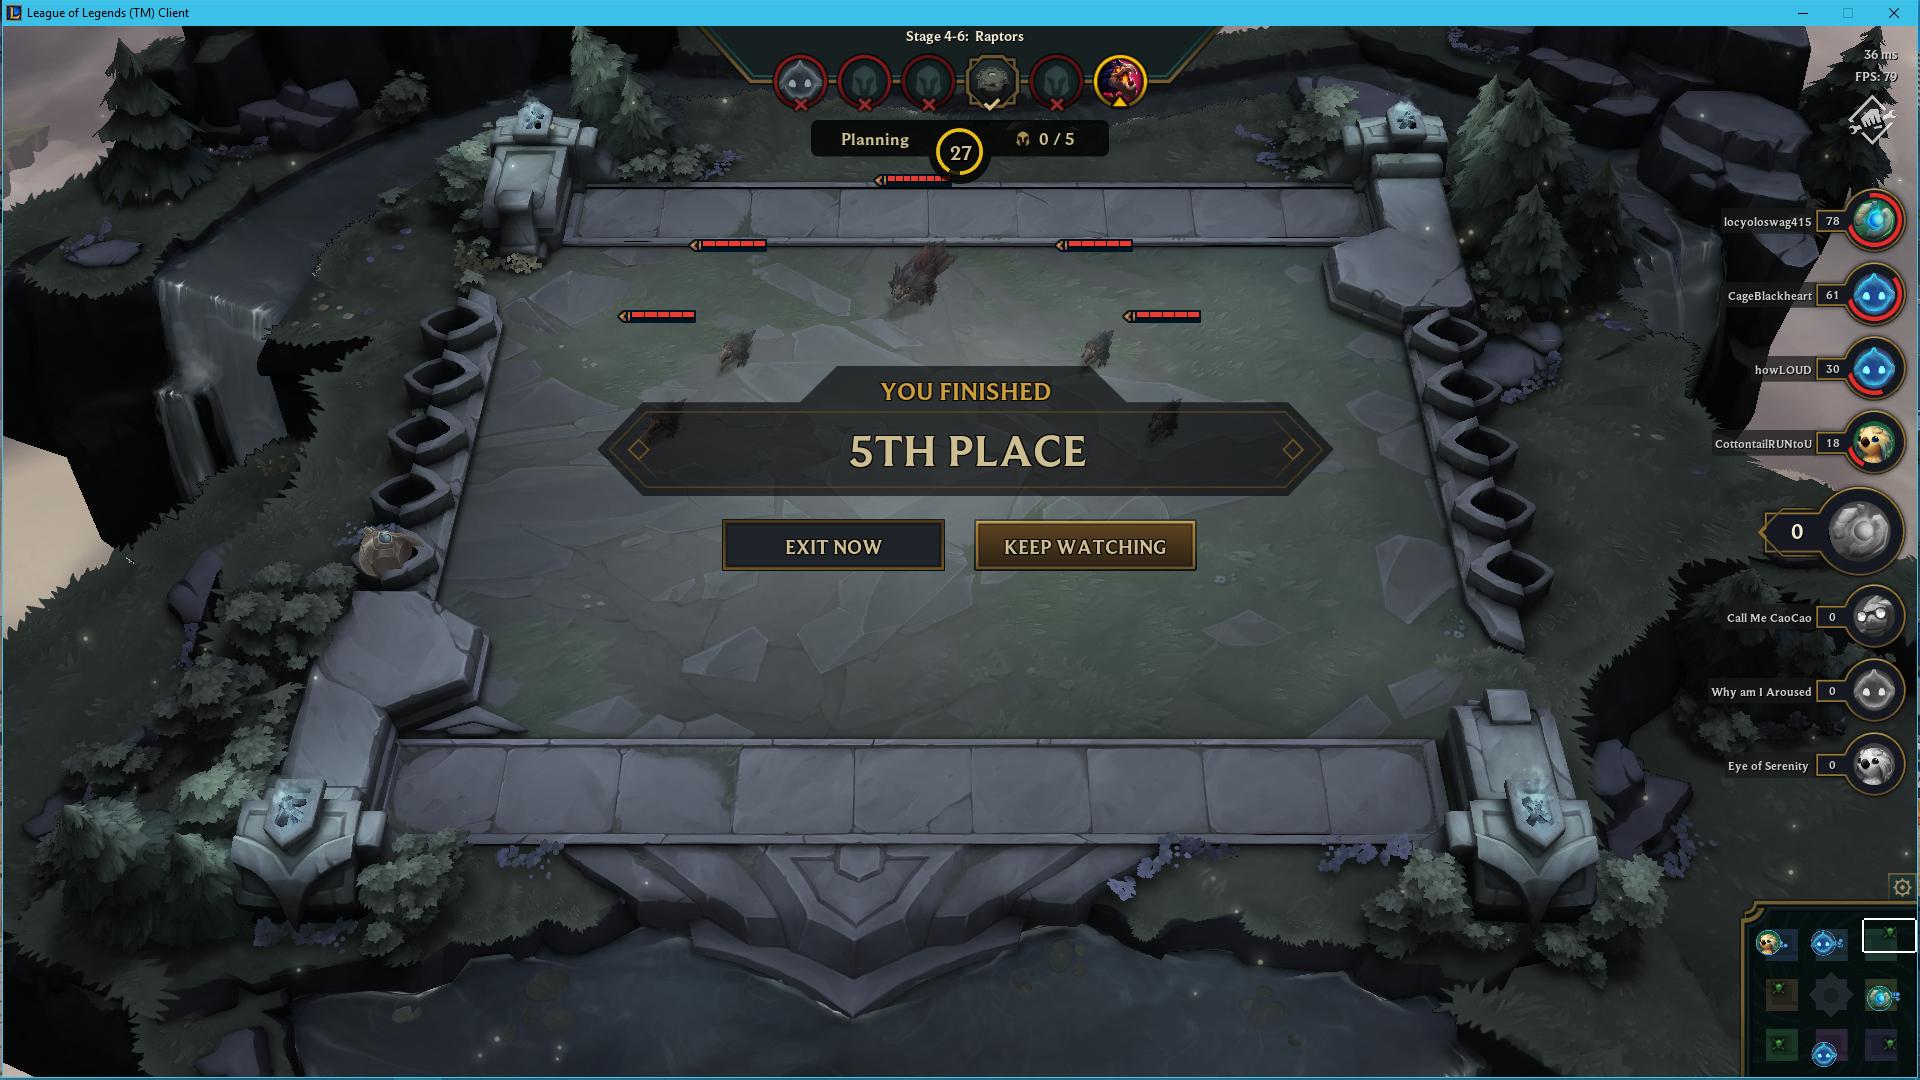 League of Legends (TM) Client
Stage 4-6: Raptors
36 ms
FPS: 79
Planning
27
0 / 5
locyoloswag415 78
CageBlackheart 61
howLOUD 30
CottontailRUNtoU 18
0
Call Me CaoCao 0
Why am I Aroused 0
Eye of Serenity 0
YOU FINISHED
5TH PLACE
EXIT NOW
KEEP WATCHING